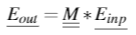 E_out = M * E_inp